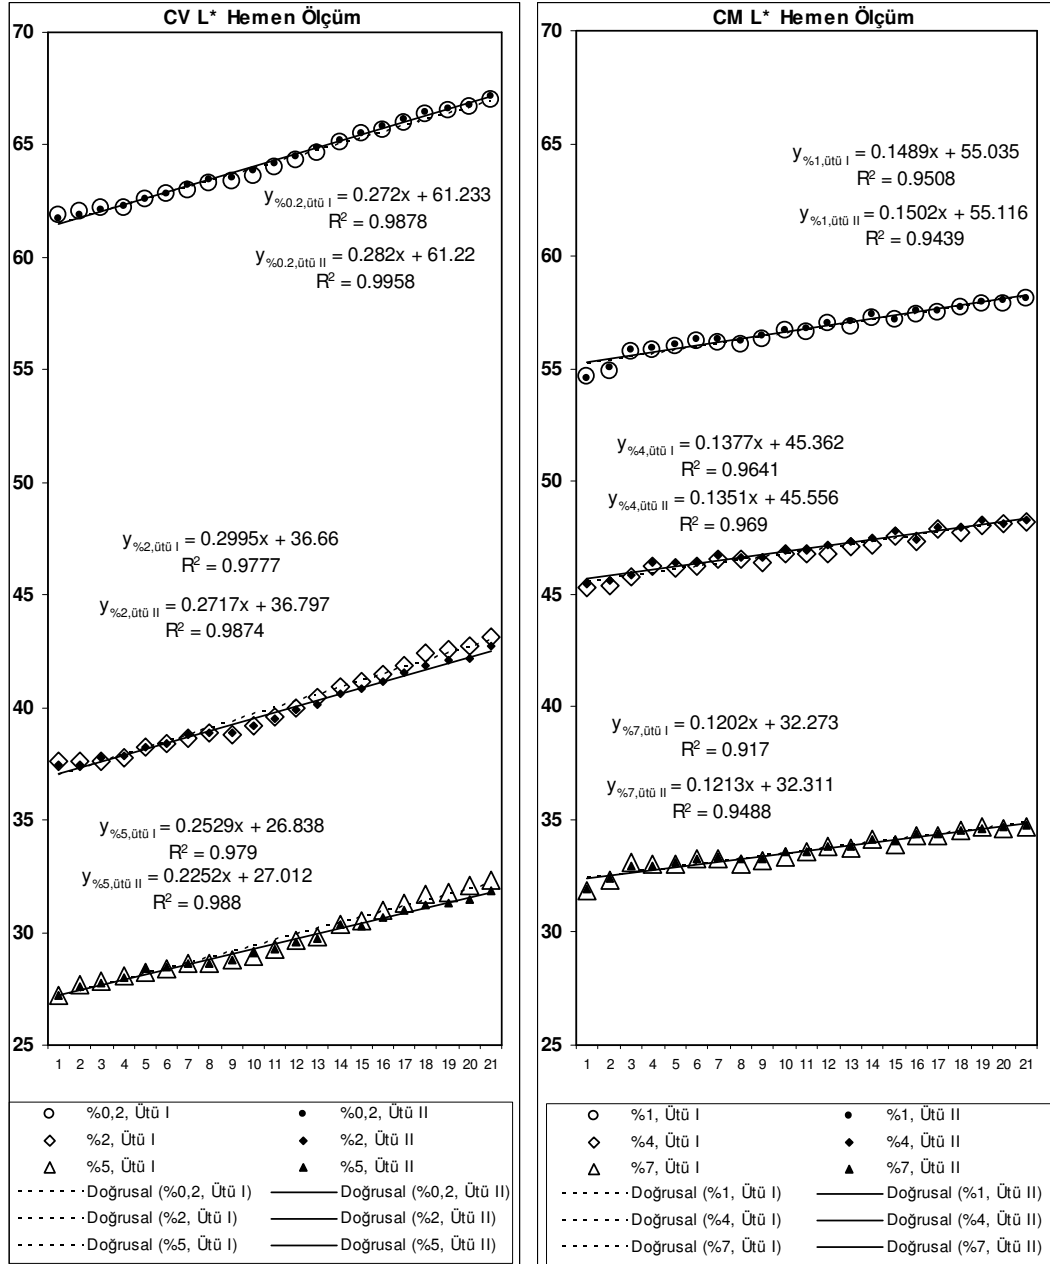 CV L* Hemen Ölçüm
70
65
60
55
50
45
40
35
30
25
y%0.2,ütü I = 0.272x + 61.233
R² = 0.9878
y%0.2,ütü II = 0.282x + 61.22
R² = 0.9958
y%2,ütü I = 0.2995x + 36.66
R² = 0.9777
y%2,ütü II = 0.2717x + 36.797
R² = 0.9874
y%5,ütü I = 0.2529x + 26.838
R² = 0.979
y%5,ütü II = 0.2252x + 27.012
R² = 0.988
1 2 3 4 5 6 7 8 9 10 11 12 13 14 15 16 17 18 19 20 21
%0,2, Ütü I %0,2, Ütü II
%2, Ütü I %2, Ütü II
%5, Ütü I %5, Ütü II
Doğrusal (%0,2, Ütü I) Doğrusal (%0,2, Ütü II)
Doğrusal (%2, Ütü I) Doğrusal (%2, Ütü II)
Doğrusal (%5, Ütü I) Doğrusal (%5, Ütü II)
CM L* Hemen Ölçüm
70
65
60
55
50
45
40
35
30
25
y%1,ütü I = 0.1489x + 55.035
R² = 0.9508
y%1,ütü II = 0.1502x + 55.116
R² = 0.9439
y%4,ütü I = 0.1377x + 45.362
R² = 0.9641
y%4,ütü II = 0.1351x + 45.556
R² = 0.969
y%7,ütü I = 0.1202x + 32.273
R² = 0.917
y%7,ütü II = 0.1213x + 32.311
R² = 0.9488
1 2 3 4 5 6 7 8 9 10 11 12 13 14 15 16 17 18 19 20 21
%1, Ütü I %1, Ütü II
%4, Ütü I %4, Ütü II
%7, Ütü I %7, Ütü II
Doğrusal (%1, Ütü I) Doğrusal (%1, Ütü II)
Doğrusal (%4, Ütü I) Doğrusal (%4, Ütü II)
Doğrusal (%7, Ütü I) Doğrusal (%7, Ütü II)